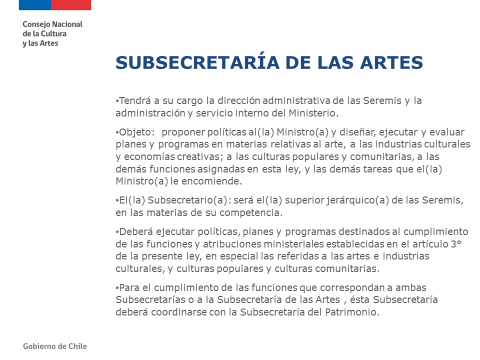 Consejo Nacional
de la Cultura
y las Artes
SUBSECRETARÍA DE LAS ARTES
•Tendrá a su cargo la dirección administrativa de las Seremis y la
administración y servicio interno del Ministerio.
•Objeto: proponer políticas al(la) Ministro(a) y diseñar, ejecutar y evaluar
planes y programas en materias relativas al arte, a las industrias culturales
y economías creativas; a las culturas populares y comunitarias, a las
demás funciones asignadas en esta ley, y las demás tareas que el(la)
Ministro(a) le encomiende.
•El(la) Subsecretario(a): será el(la) superior jerárquico(a) de las Seremis,
en las materias de su competencia.
•Deberá ejecutar políticas, planes y programas destinados al cumplimiento
de las funciones y atribuciones ministeriales establecidas en el artículo 3°
de la presente ley, en especial las referidas a las artes e industrias
culturales, y culturas populares y culturas comunitarias.
•Para el cumplimiento de las funciones que correspondan a ambas
Subsecretarías o a la Subsecretaría de las Artes , ésta Subsecretaría
deberá coordinarse con la Subsecretaría del Patrimonio.
Gobierno de Chile